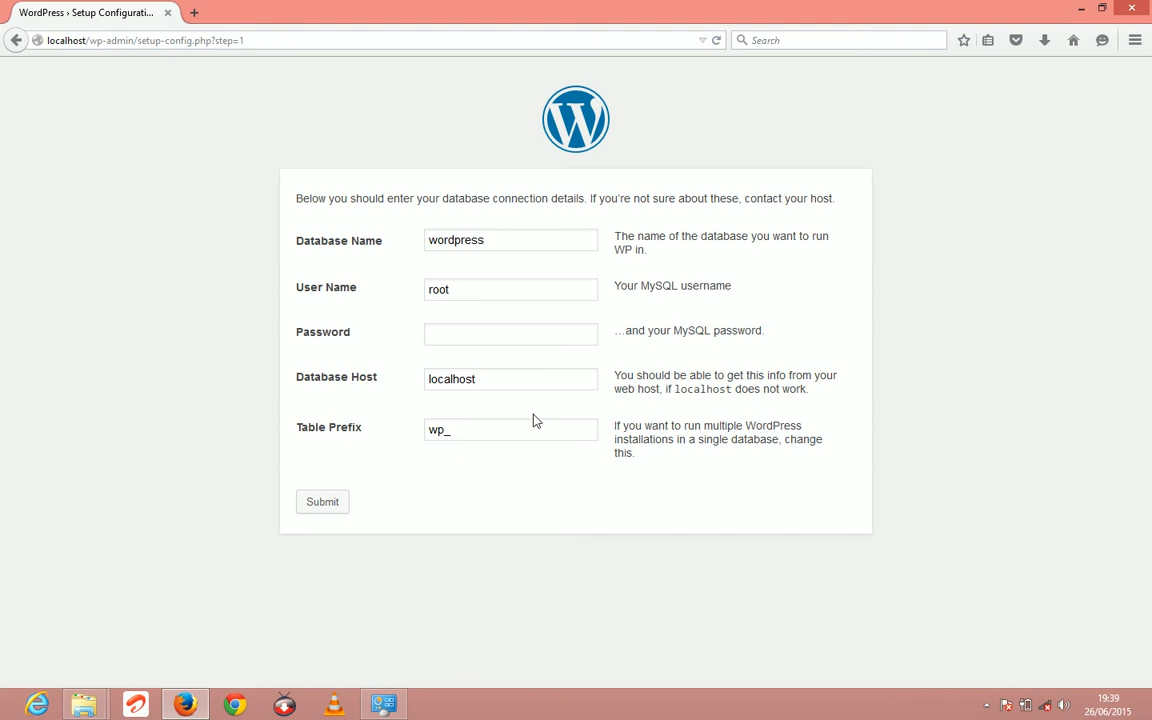 WordPress › Setup Configurati...
localhost/wp-admin/setup-config.php?step=1
Search
W
Below you should enter your database connection details. If you're not sure about these, contact your host.
Database Name
wordpress
The name of the database you want to run
WP in.
User Name
root
Your MySQL username
Password
...and your MySQL password.
Database Host
localhost
You should be able to get this info from your
web host, if localhost does not work.
Table Prefix
wp_
If you want to run multiple WordPress
installations in a single database, change
this.
Submit
19:39
26/06/2015